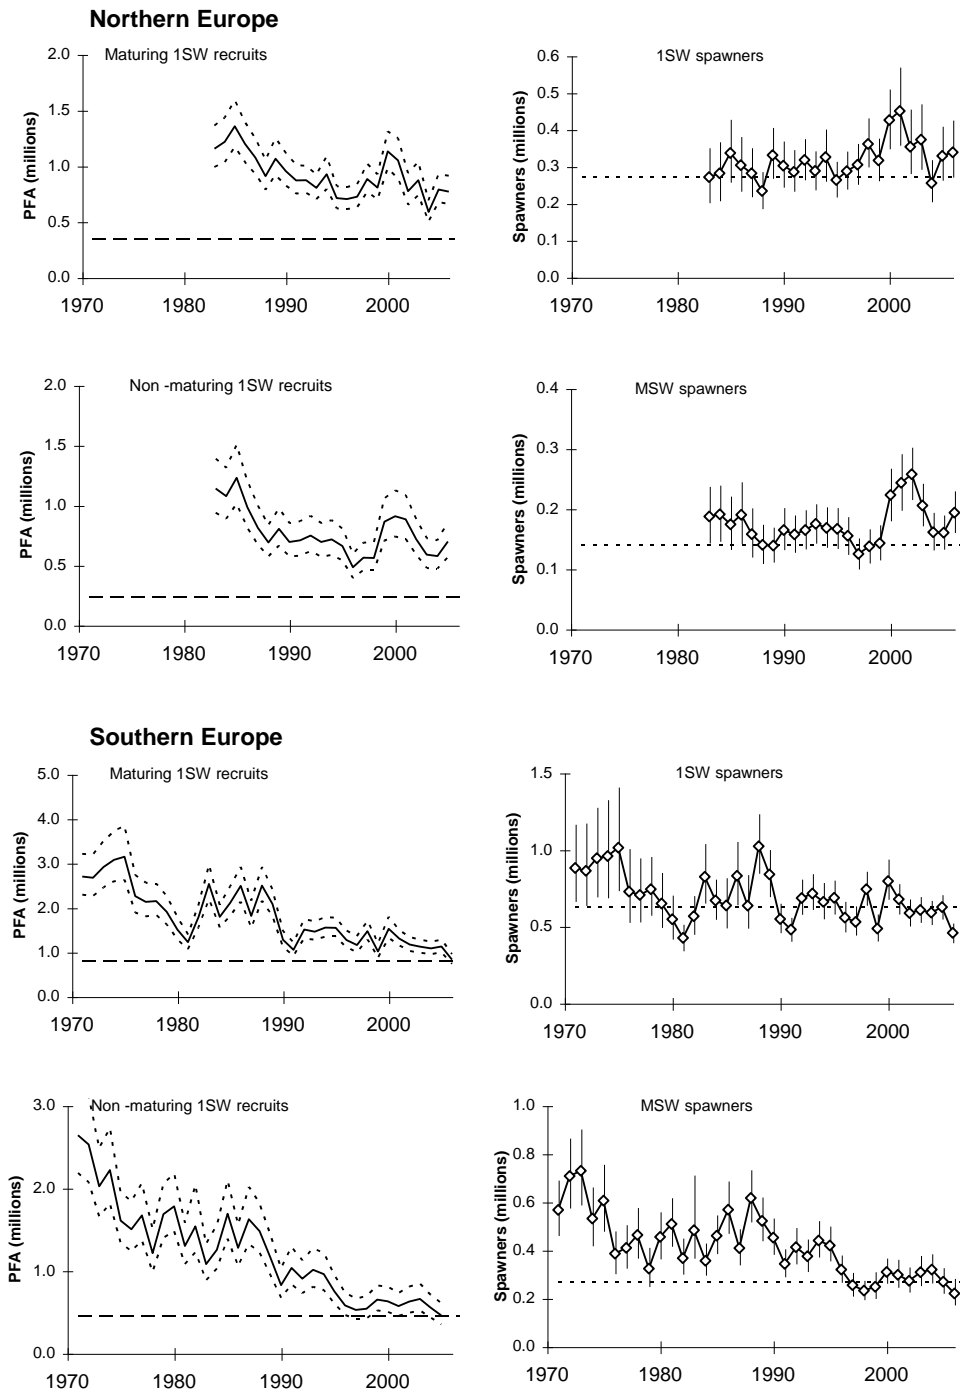 Northern Europe
Maturing 1SW recruits
PFA (millions)
2.0
1.5
1.0
0.5
0.0
1970 1980 1990 2000
1SW spawners
Spawners (millions)
0.6
0.5
0.4
0.3
0.2
0.1
0.0
1970 1980 1990 2000
Non -maturing 1SW recruits
PFA (millions)
2.0
1.5
1.0
0.5
0.0
1970 1980 1990 2000
MSW spawners
Spawners (millions)
0.4
0.3
0.2
0.1
0.0
1970 1980 1990 2000
Southern Europe
Maturing 1SW recruits
PFA (millions)
5.0
4.0
3.0
2.0
1.0
0.0
1970 1980 1990 2000
1SW spawners
Spawners (millions)
1.5
1.0
0.5
0.0
1970 1980 1990 2000
Non -maturing 1SW recruits
PFA (millions)
3.0
2.0
1.0
0.0
1970 1980 1990 2000
MSW spawners
Spawners (millions)
1.0
0.8
0.6
0.4
0.2
0.0
1970 1980 1990 2000